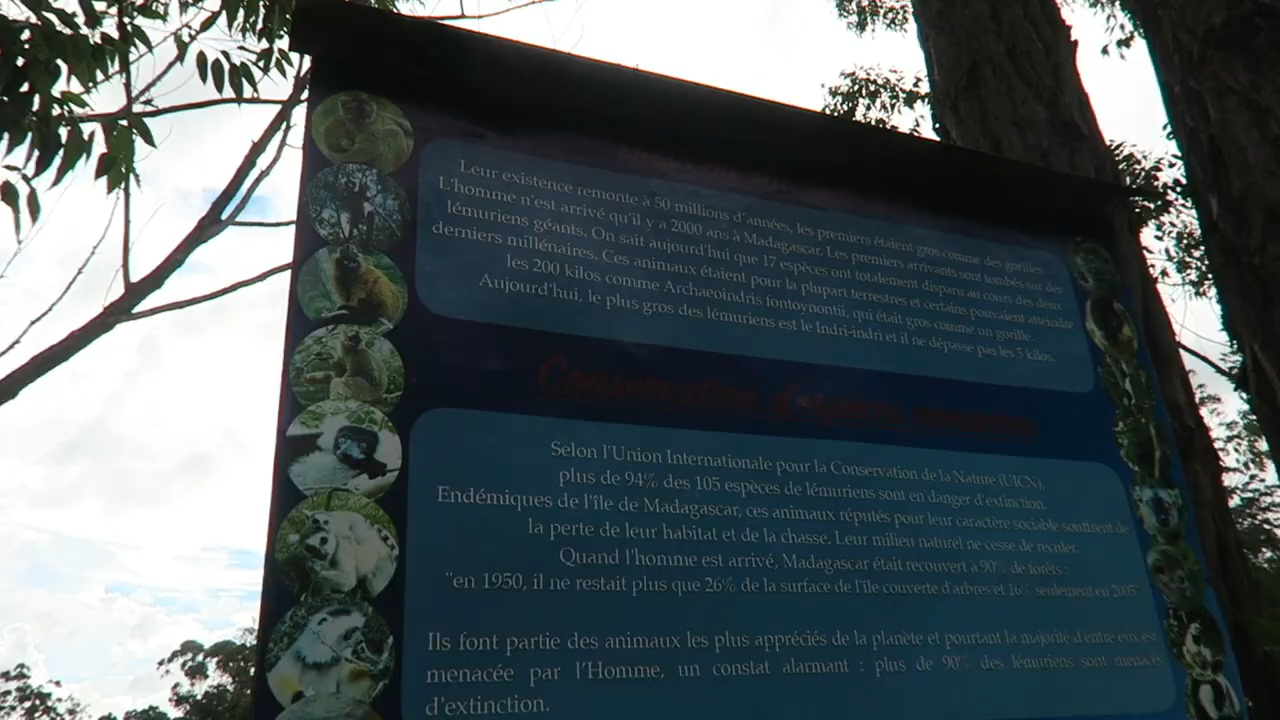 Leur existence remonte à 50 millions d'années, les premiers étaient gros comme des gorilles.
L'homme n'est arrivé qu'il y a 2000 ans à Madagascar. Les premiers arrivants sont tombés sur des
lémuriens géants. On sait aujourd'hui que 17 espèces ont totalement disparu au cours des deux
derniers millénaires. Ces animaux étaient pour la plupart terrestres et certains pouvaient atteindre
les 200 kilos comme Archaeoindris fontoynontii, qui était gros comme un gorille.
Aujourd'hui, le plus gros des lémuriens est le Indri-indri et il ne dépasse pas les 5 kilos.
Conservation d'espèces
Selon l'Union Internationale pour la Conservation de la Nature (UICN),
plus de 94% des 105 espèces de lémuriens sont en danger d'extinction.
Endémiques de l'île de Madagascar, ces animaux réputés pour leur caractère sociable souffrent de
la perte de leur habitat et de la chasse. Leur milieu naturel ne cesse de reculer.
Quand l'homme est arrivé, Madagascar était recouvert à 90% de forêts :
"en 1950, il ne restait plus que 26% de la surface de l'île couverte d'arbres et 16% seulement en 2005"
Ils font partie des animaux les plus appréciés de la planète et pourtant la majorité d'entre eux est
menacée par l'Homme, un constat alarmant : plus de 90% des lémuriens sont menacés
d'extinction.